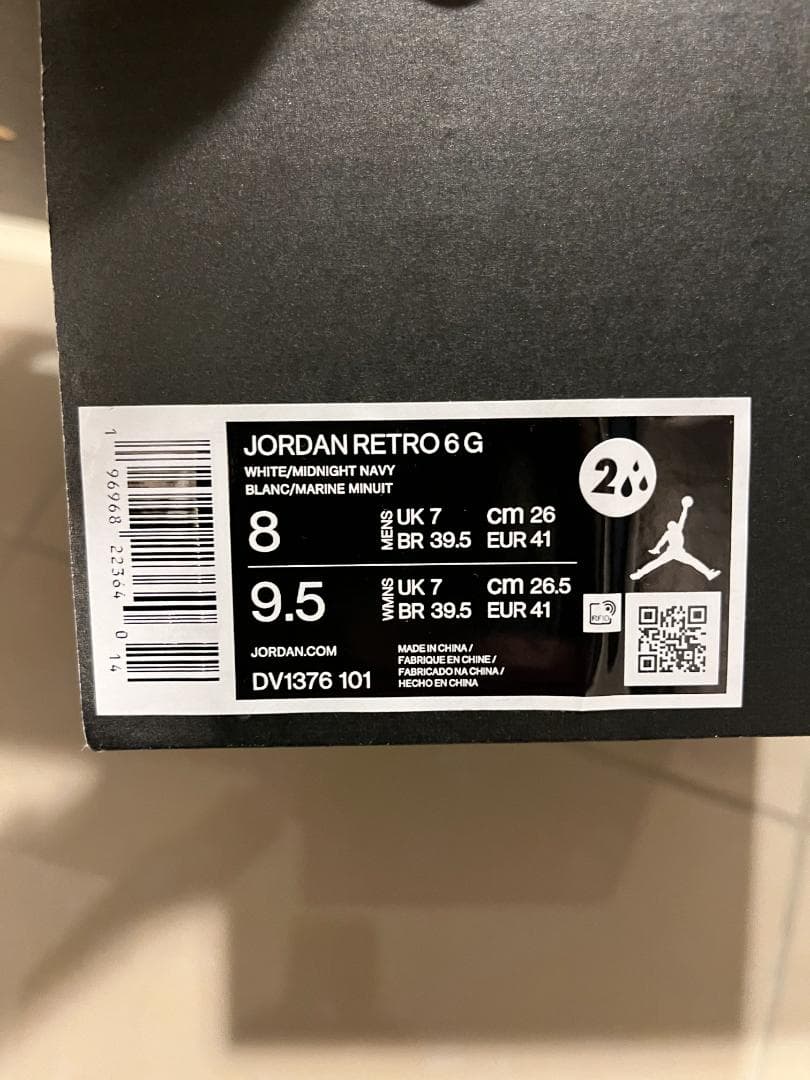 JORDAN RETRO 6 G
WHITE/MIDNIGHT NAVY
BLANC/MARINE MINUIT
2
8 MENS UK 7 cm 26
BR 39.5 EUR 41
9.5 WMNS UK 7 cm 26.5
BR 39.5 EUR 41
RFID
JORDAN.COM
DV1376 101
MADE IN CHINA /
FABRIQUE EN CHINE /
FABRICADO NA CHINA /
HECHO EN CHINA
1 96968 22364 0 14